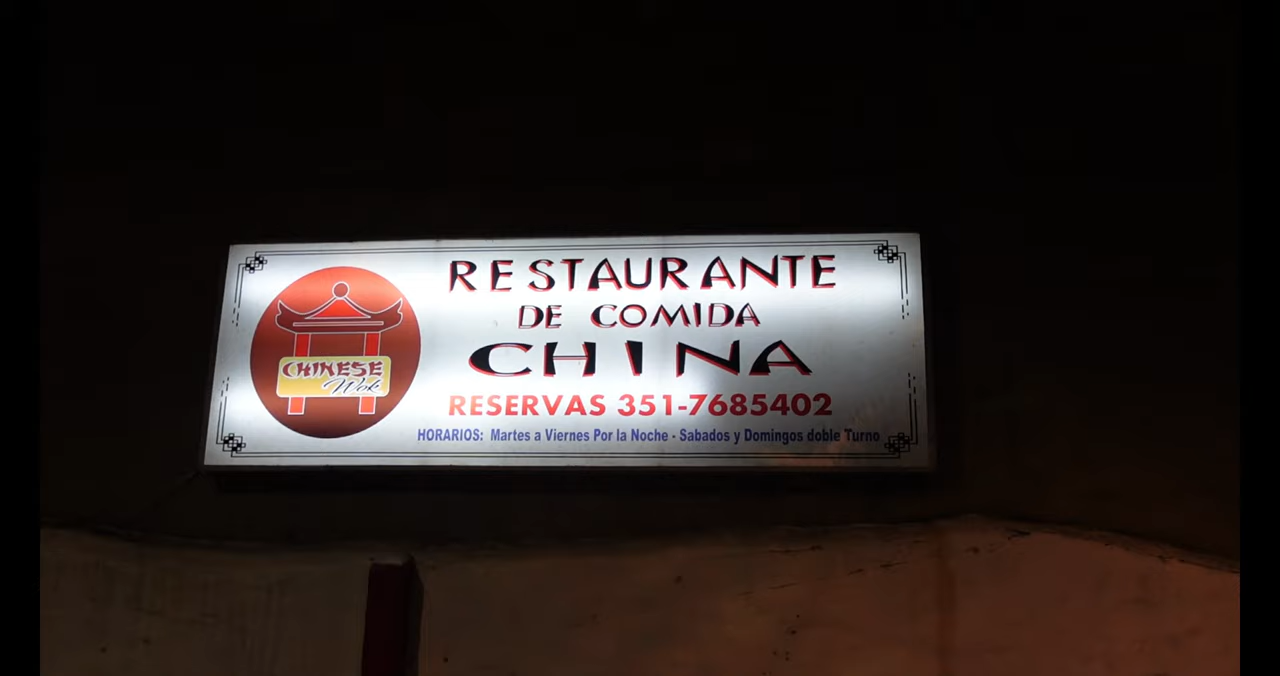 CHINESE
Wok
RESTAURANTE
DE COMIDA
CHINA
RESERVAS 351-7685402
HORARIOS: Martes a Viernes Por la Noche - Sabados y Domingos doble Turno